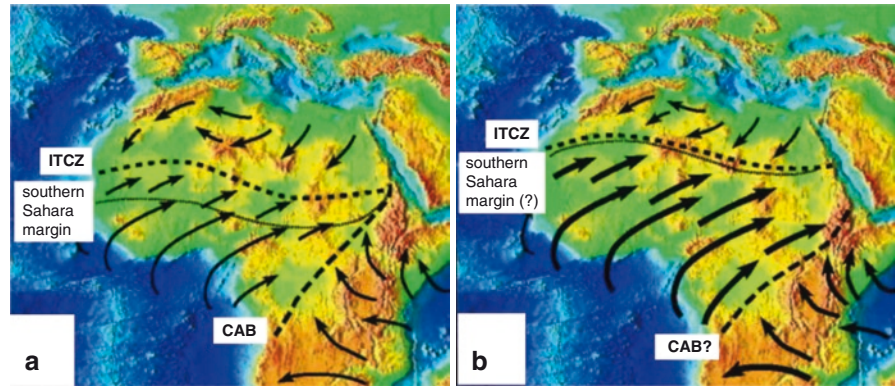 ITCZ
southern
Sahara
margin
CAB
a
ITCZ
southern
Sahara
margin (?)
CAB?
b